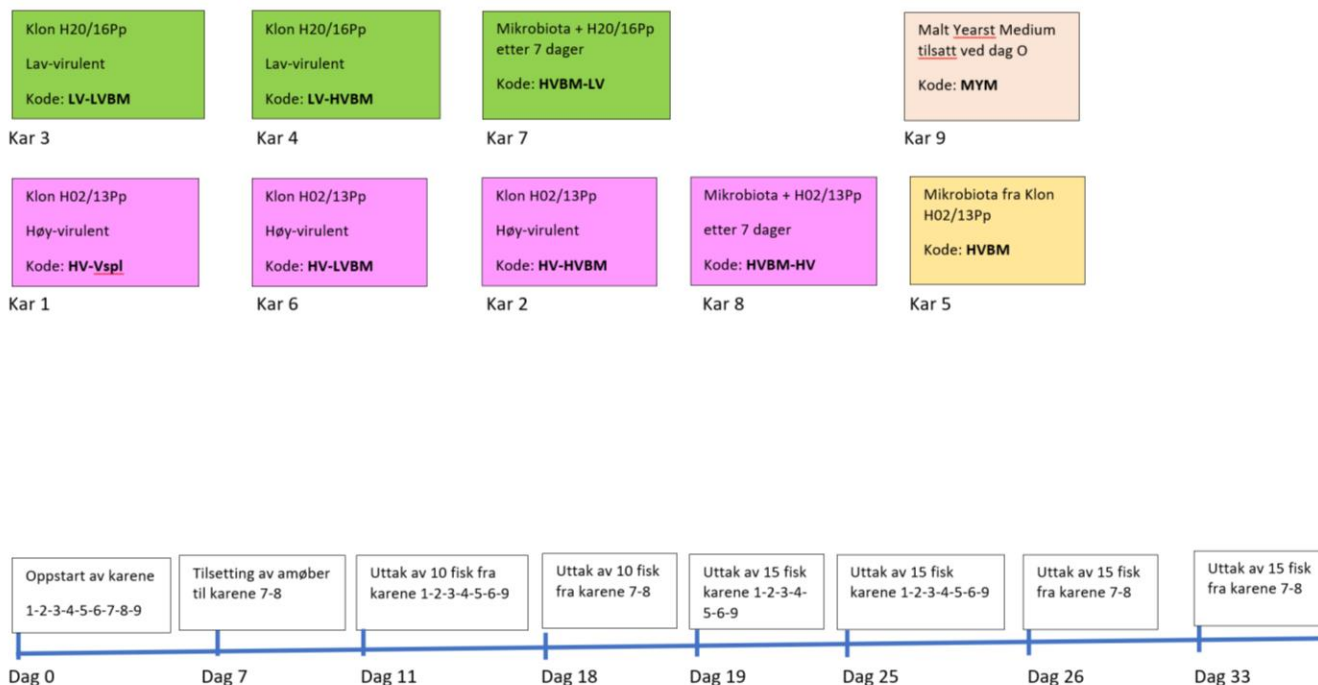 Klon H20/16Pp
Lav-virulent
Kode: LV-LVBM
Kar 3
Klon H20/16Pp
Lav-virulent
Kode: LV-HVBM
Kar 4
Mikrobiota + H20/16Pp
etter 7 dager
Kode: HVBM-LV
Kar 7
Malt Yearst Medium
tilsatt ved dag O
Kode: MYM
Kar 9
Klon H02/13Pp
Høy-virulent
Kode: HV-Vspl
Kar 1
Klon H02/13Pp
Høy-virulent
Kode: HV-LVBM
Kar 6
Klon H02/13Pp
Høy-virulent
Kode: HV-HVBM
Kar 2
Mikrobiota + H02/13Pp
etter 7 dager
Kode: HVBM-HV
Kar 8
Mikrobiota fra Klon
H02/13Pp
Kode: HVBM
Kar 5
Oppstart av karene
1-2-3-4-5-6-7-8-9
Dag 0
Tilsetting av amøber
til karene 7-8
Dag 7
Uttak av 10 fisk fra
karene 1-2-3-4-5-6-9
Dag 11
Uttak av 10 fisk
fra karene 7-8
Dag 18
Uttak av 15 fisk
karene 1-2-3-4-
5-6-9
Dag 19
Uttak av 15 fisk
karene 1-2-3-4-5-6-9
Dag 25
Uttak av 15 fisk
fra karene 7-8
Dag 26
Uttak av 15 fisk
fra karene 7-8
Dag 33